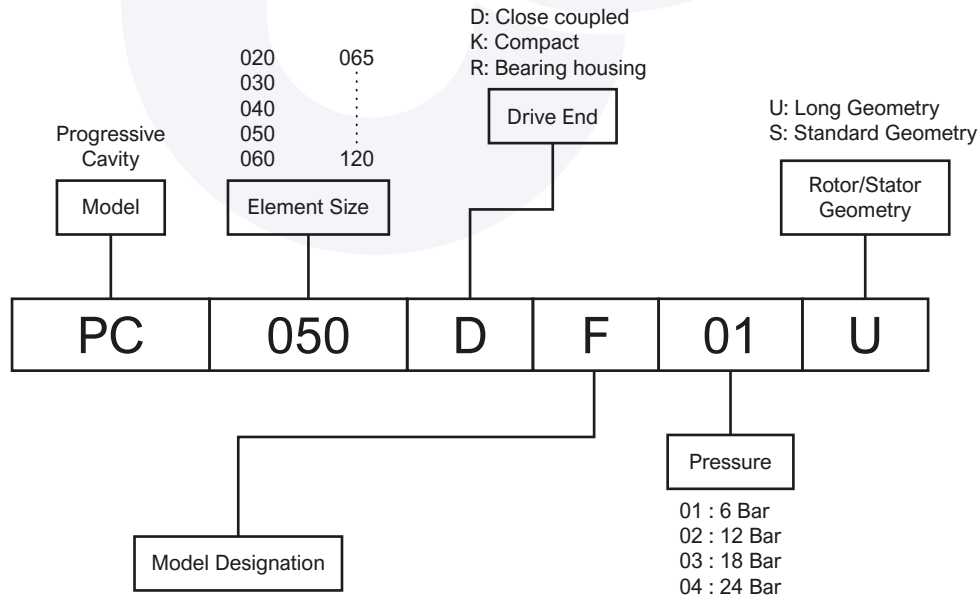 D: Close coupled
K: Compact
R: Bearing housing
020 065
030
040
050
060 120
Drive End
U: Long Geometry
S: Standard Geometry
Progressive
Cavity
Model
Element Size
Rotor/Stator
Geometry
PC 050 D F 01 U
Pressure
01 : 6 Bar
02 : 12 Bar
03 : 18 Bar
04 : 24 Bar
Model Designation